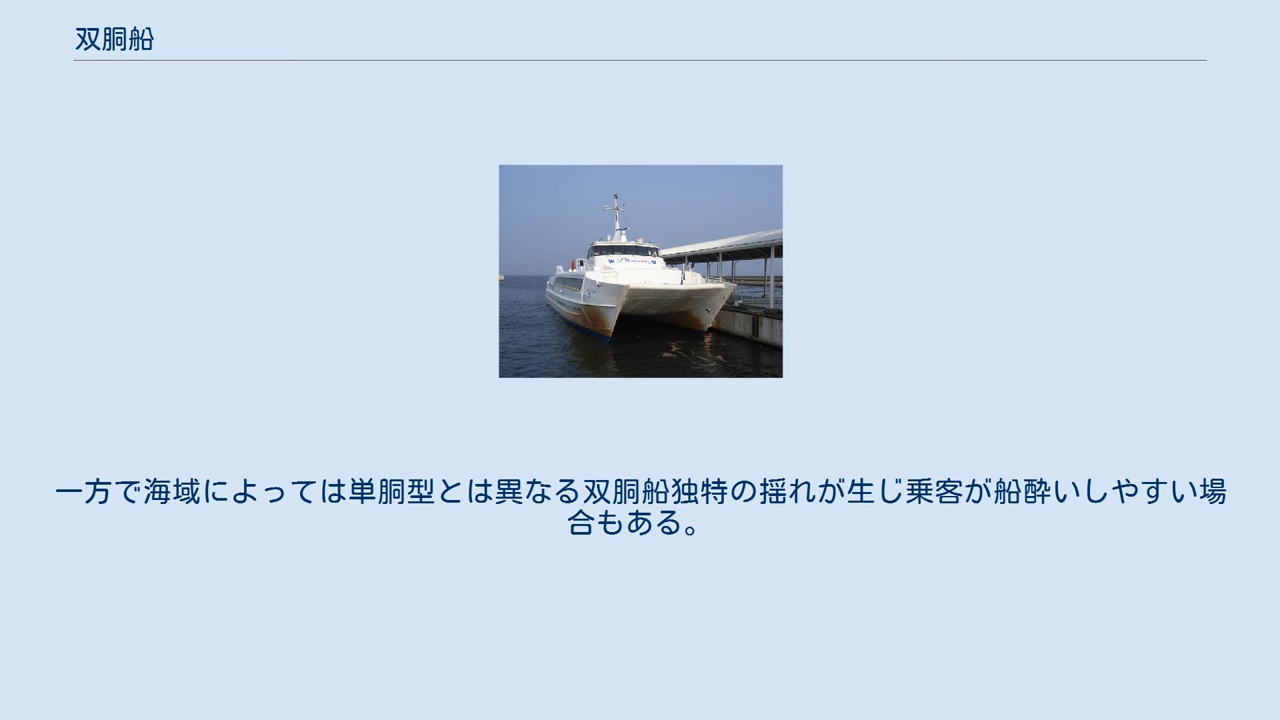 双胴船
一方で海域によっては単胴型とは異なる双胴船独特の揺れが生じ乗客が船酔いしやすい場
合もある。